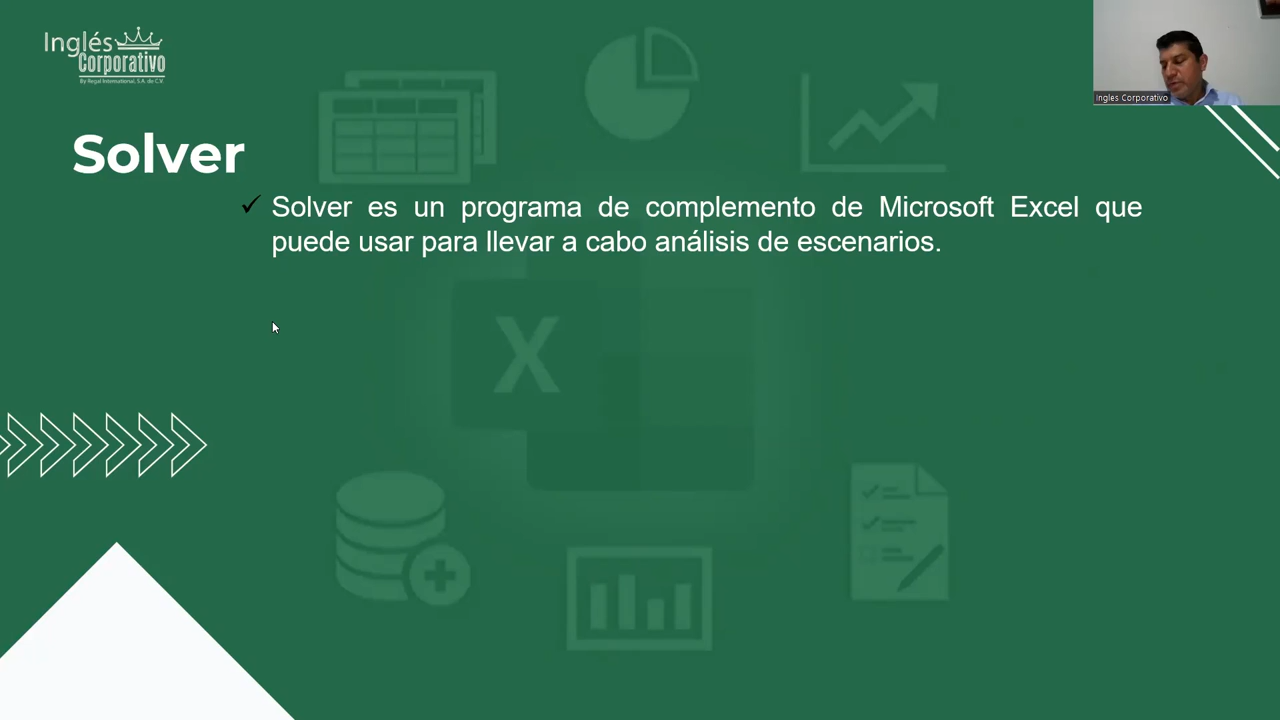 Inglés
Corporativo
By Regal International, S.A. de C.V.
Ingles Corporativo
Solver
✓ Solver es un programa de complemento de Microsoft Excel que
puede usar para llevar a cabo análisis de escenarios.
X